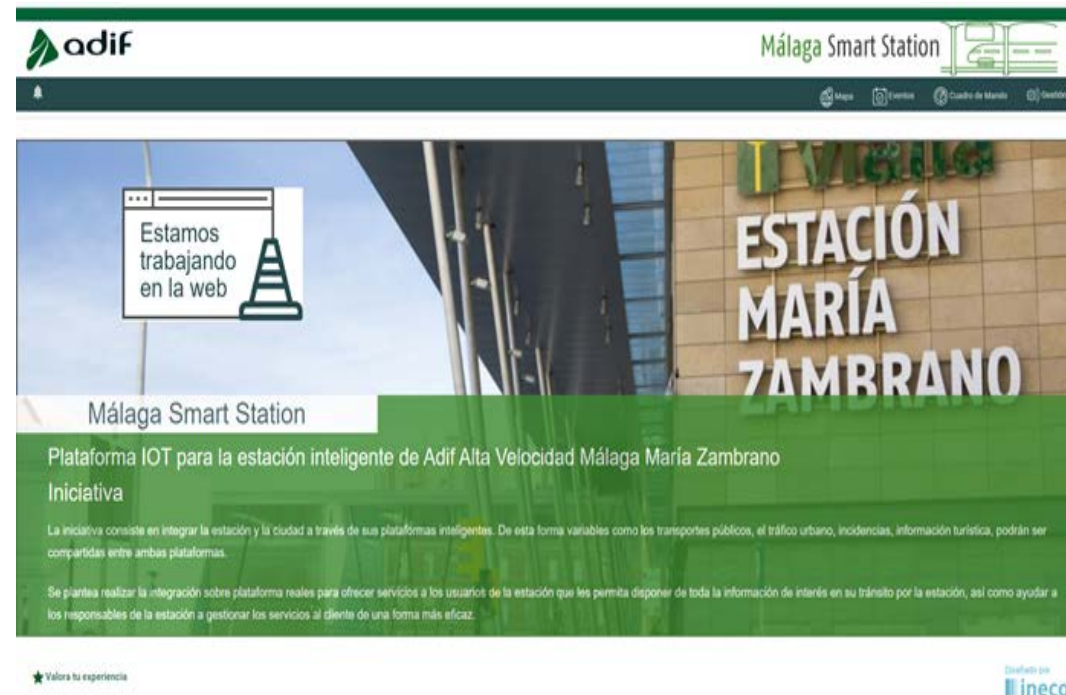 adif
Málaga Smart Station
Mapa
Eventos
Cuadro de Mando
Gestión
Estamos
trabajando
en la web
Vialia
ESTACIÓN
MARÍA
ZAMBRANO
Málaga Smart Station
Plataforma IOT para la estación inteligente de Adif Alta Velocidad Málaga María Zambrano
Iniciativa
La iniciativa consiste en integrar la estación y la ciudad a través de sus plataformas inteligentes. De esta forma variables como los transportes públicos, el tráfico urbano, incidencias, información turística, podrán ser
compartidas entre ambas plataformas.
Se plantea realizar la integración sobre plataforma reales para ofrecer servicios a los usuarios de la estación que les permita disponer de toda la información de interés en su tránsito por la estación, así como ayudar a
los responsables de la estación a gestionar los servicios al cliente de una forma más eficaz.
Valora tu experiencia
Diseñado por
ineco